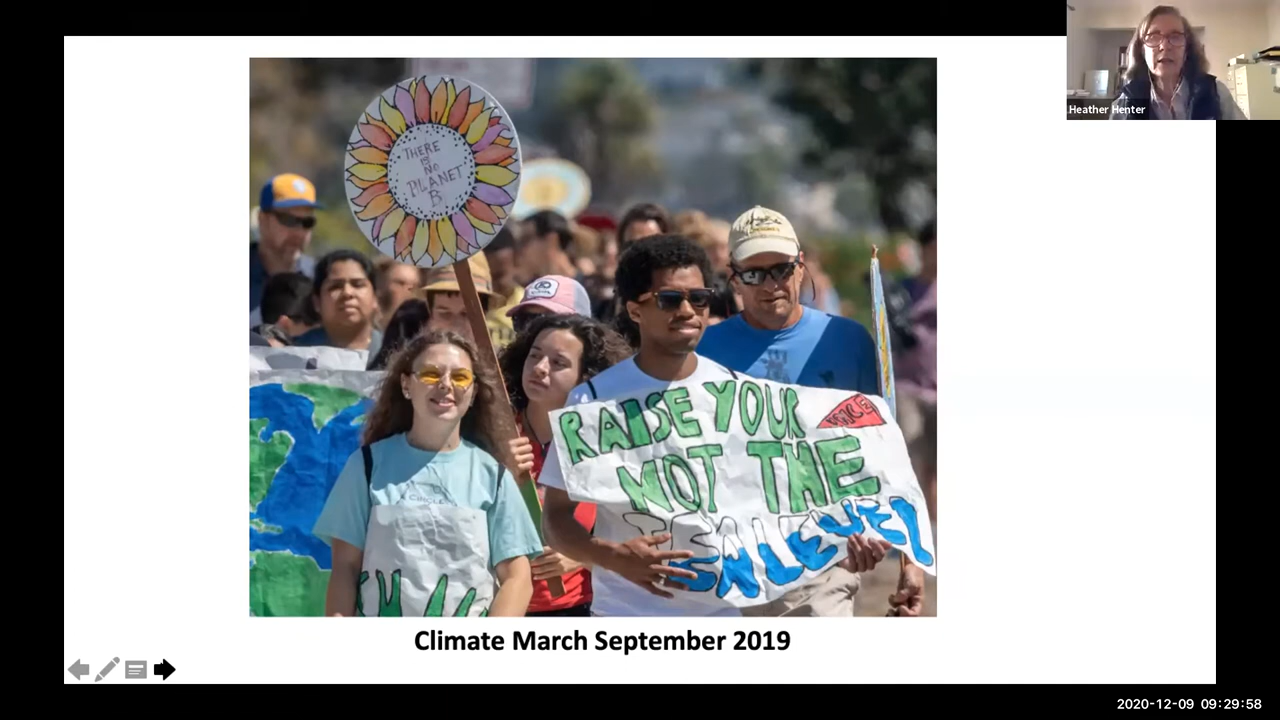 Heather Henter
THERE
IS
NO
PLANET
B
RAISE YOUR
VOICE
NOT THE
SEA LEVEL
Climate March September 2019
2020-12-09 09:29:58